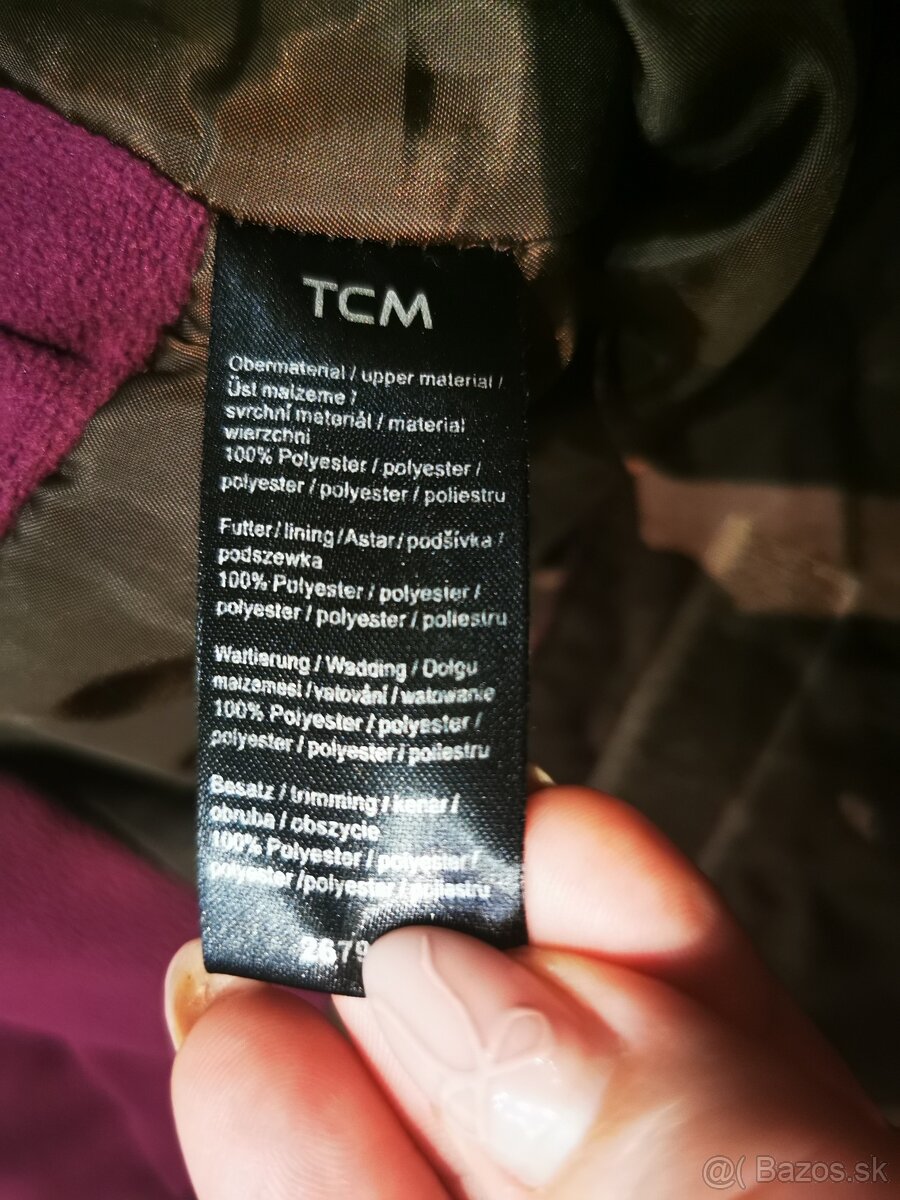 TCM
Obermaterial / upper material /
Üst malzeme /
svrchní materiál / material
wierzchni
100% Polyester / polyester /
polyester / polyester / poliestru
Futter / lining / Astar / podšívka /
podszewka
100% Polyester / polyester /
polyester / polyester / poliestru
Wattierung / Wadding / Dolgu
malzemesi / vatování / watowanie
100% Polyester / polyester /
polyester / polyester / poliestru
Besatz / trimming / kenar /
obruba / obszycie
100% Polyester / polyester /
polyester /polyester / poliestru
2679
@( Bazos.sk